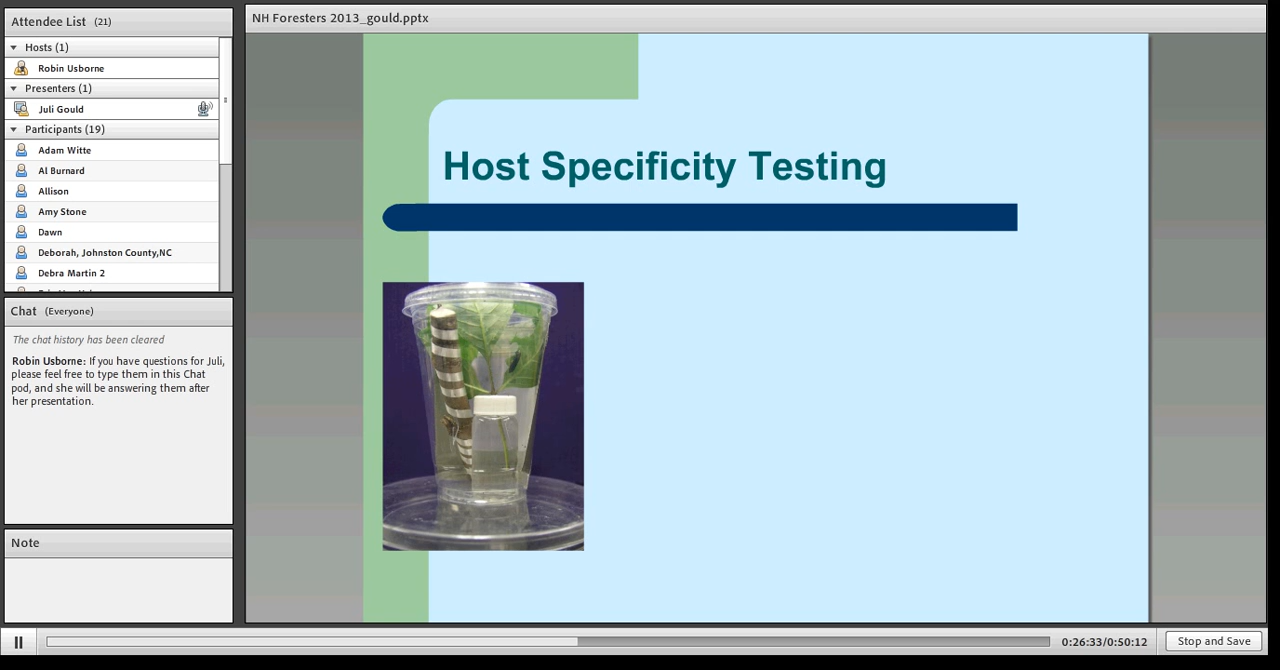 Attendee List (21)
Hosts (1)
Robin Usborne
Presenters (1)
Juli Gould
Participants (19)
Adam Witte
Al Burnard
Allison
Amy Stone
Dawn
Deborah, Johnston County,NC
Debra Martin 2
Chat (Everyone)
The chat history has been cleared
Robin Usborne: If you have questions for Juli,
please feel free to type them in this Chat
pod, and she will be answering them after
her presentation.
Note
NH Foresters 2013_gould.pptx
Host Specificity Testing
0:26:33/0:50:12
Stop and Save